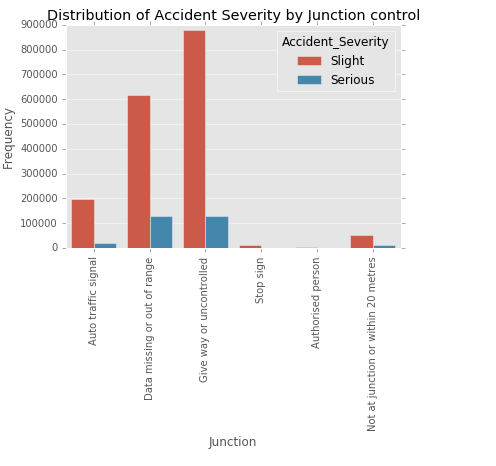 Distribution of Accident Severity by Junction control
Accident_Severity
Slight
Serious
Frequency
900000
800000
700000
600000
500000
400000
300000
200000
100000
0
Auto traffic signal
Data missing or out of range
Give way or uncontrolled
Stop sign
Authorised person
Not at junction or within 20 metres
Junction